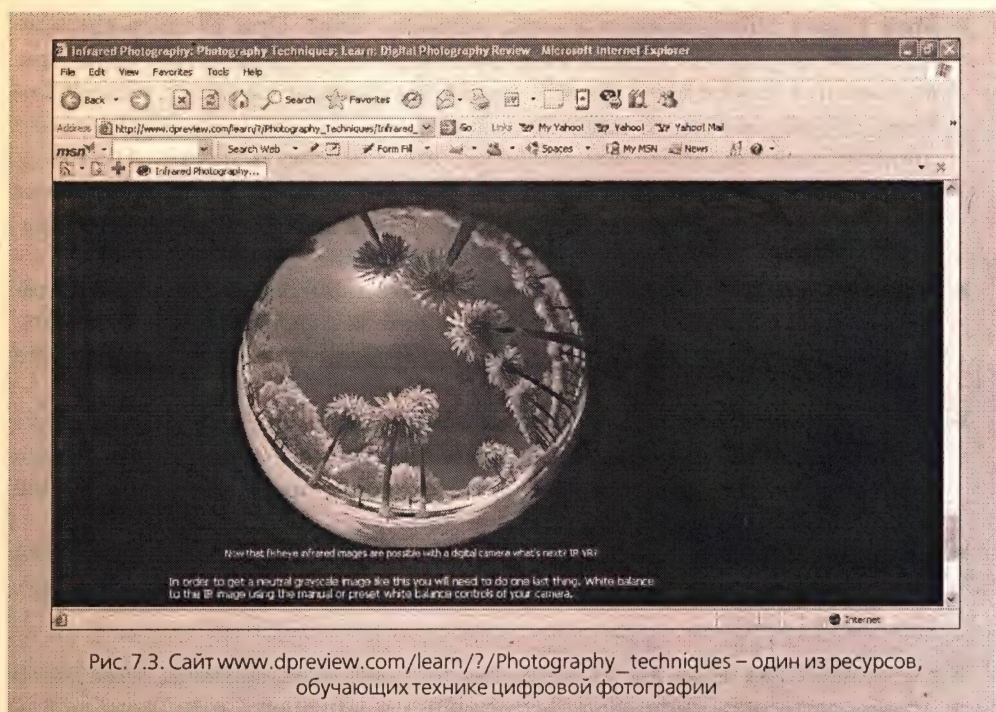 Infrared Photography: Photography Techniques: Learn: Digital Photography Review - Microsoft Internet Explorer
File Edit View Favorites Tools Help
Back Search Favorites
Address http://www.dpreview.com/learn/?/Photography_Techniques/Infrared_ Go Links My Yahoo! Yahoo! Yahoo! Mail
msn Search Web Form Fill Spaces My MSN News
Infrared Photography...
Now that fisheye infrared images are possible with a digital camera what's next? IR VR?
In order to get a neutral grayscale image like this you will need to do one last thing. White balance
to the IR image using the manual or preset white balance controls of your camera.
Internet
Рис. 7.3. Сайт www.dpreview.com/learn/?/Photography_techniques – один из ресурсов,
обучающих технике цифровой фотографии